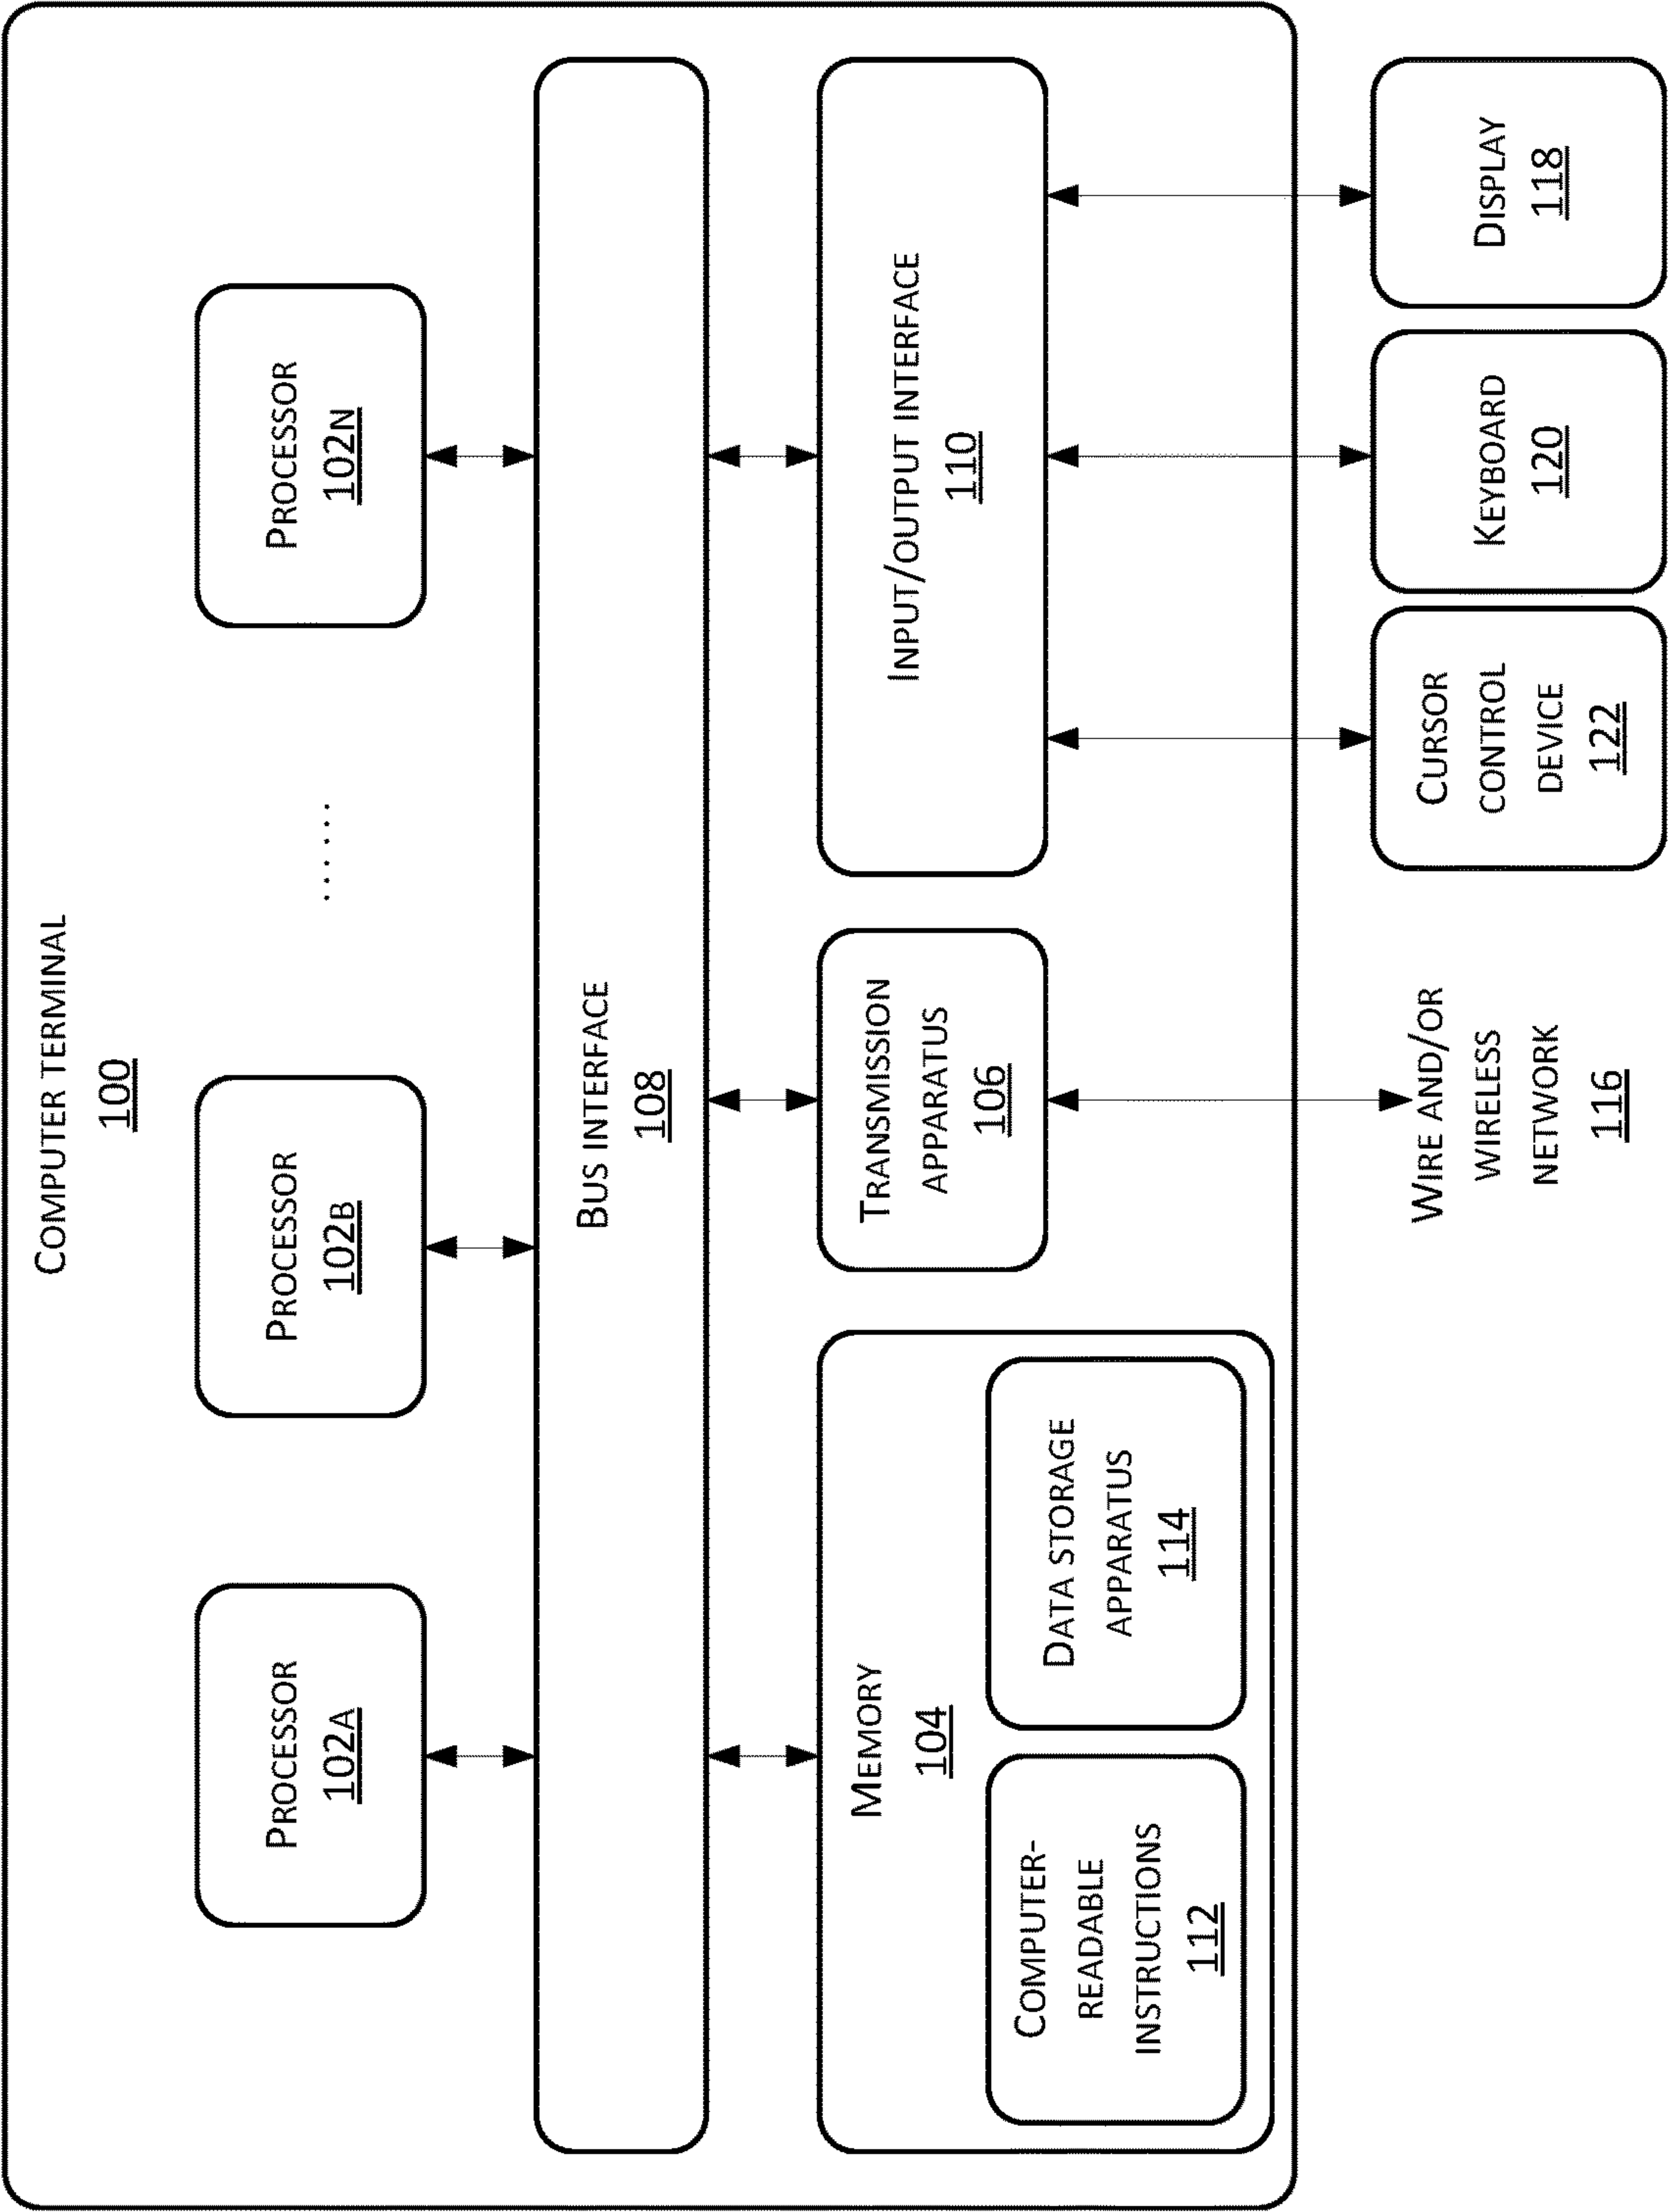 COMPUTER TERMINAL
100
PROCESSOR
102A
PROCESSOR
102B
......
PROCESSOR
102N
BUS INTERFACE
108
MEMORY
104
COMPUTER-
READABLE
INSTRUCTIONS
112
DATA STORAGE
APPARATUS
114
TRANSMISSION
APPARATUS
106
INPUT/OUTPUT INTERFACE
110
WIRE AND/OR
WIRELESS
NETWORK
116
CURSOR
CONTROL
DEVICE
122
KEYBOARD
120
DISPLAY
118